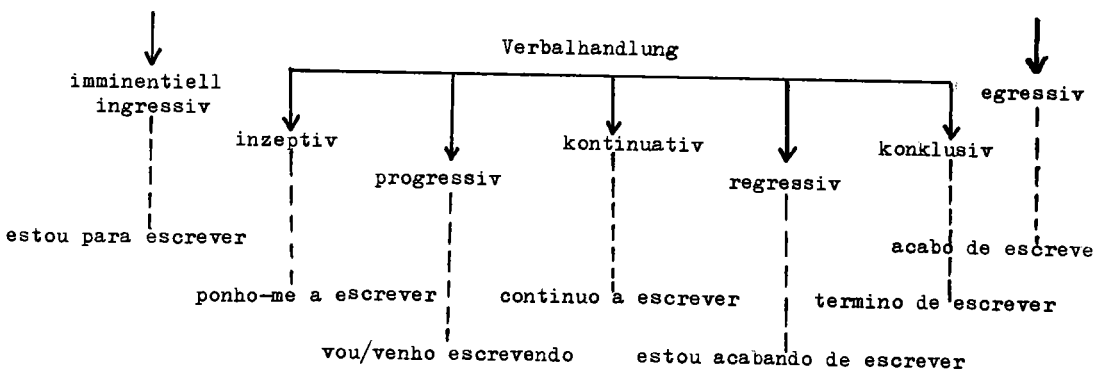 Verbalhandlung
imminentiell
ingressiv
egressiv
inzeptiv
kontinuativ
konklusiv
progressiv
regressiv
estou para escrever
acabo de escreve
ponho-me a escrever
continuo a escrever
termino de escrever
vou/venho escrevendo
estou acabando de escrever